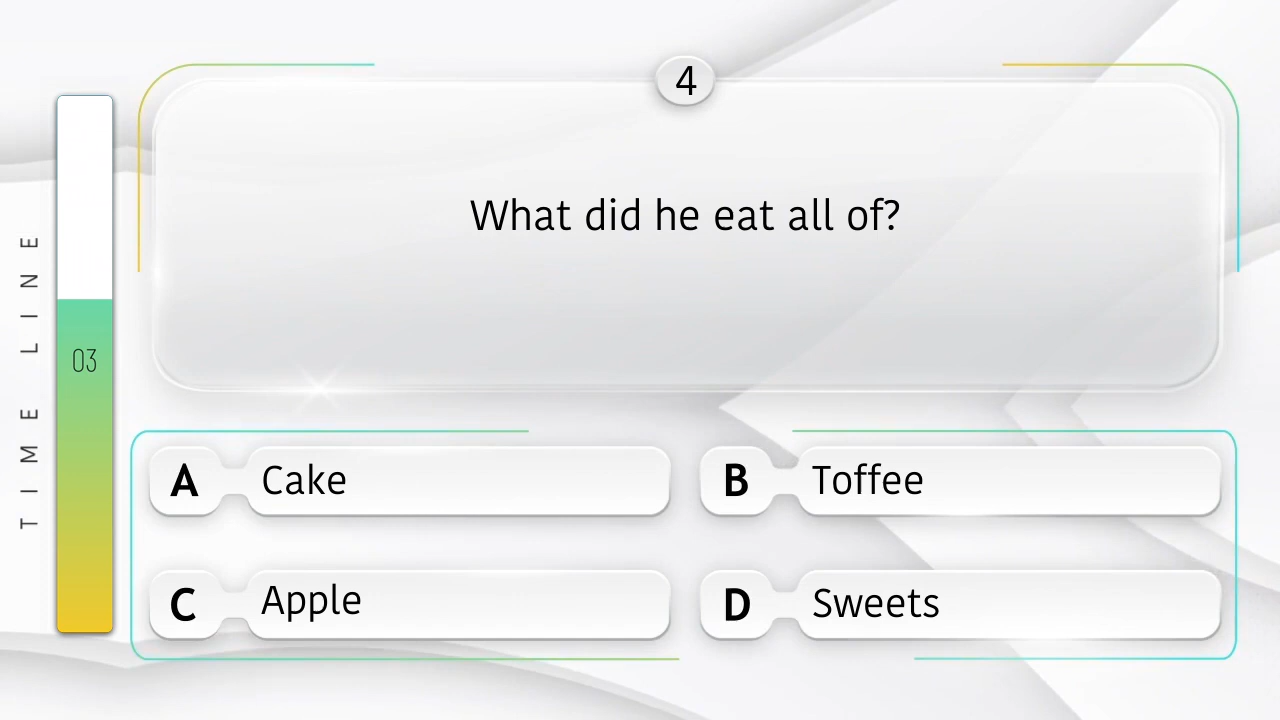 4
What did he eat all of?
TIME LINE
03
A Cake
B Toffee
C Apple
D Sweets